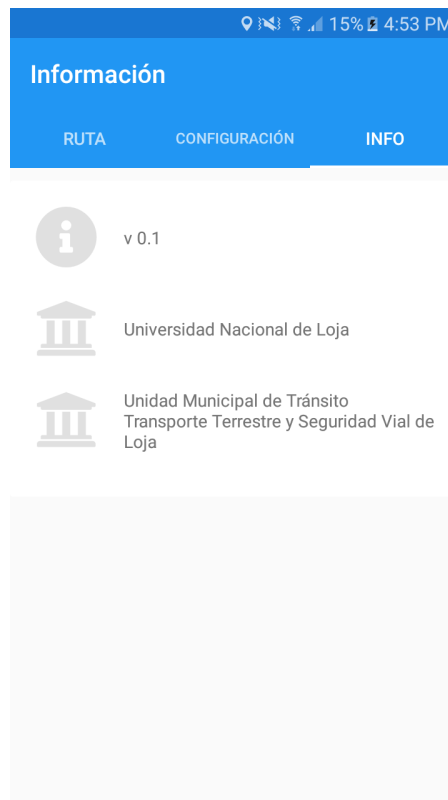 15% 4:53 PM
Información
RUTA CONFIGURACIÓN INFO
v 0.1
Universidad Nacional de Loja
Unidad Municipal de Tránsito
Transporte Terrestre y Seguridad Vial de
Loja